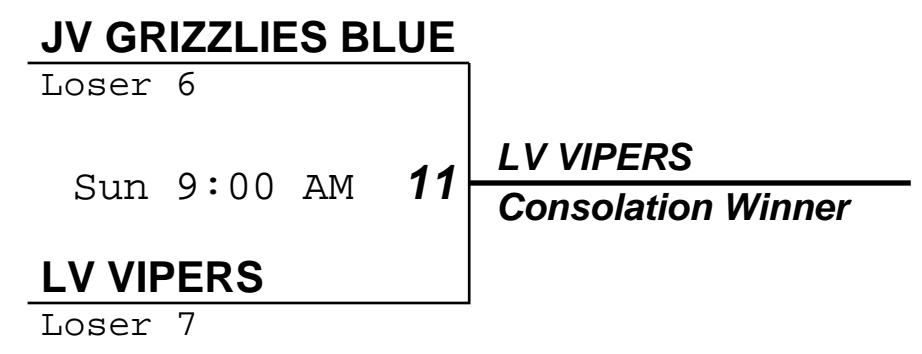 JV GRIZZLIES BLUE
Loser 6
Sun 9:00 AM 11
LV VIPERS
Consolation Winner
LV VIPERS
Loser 7